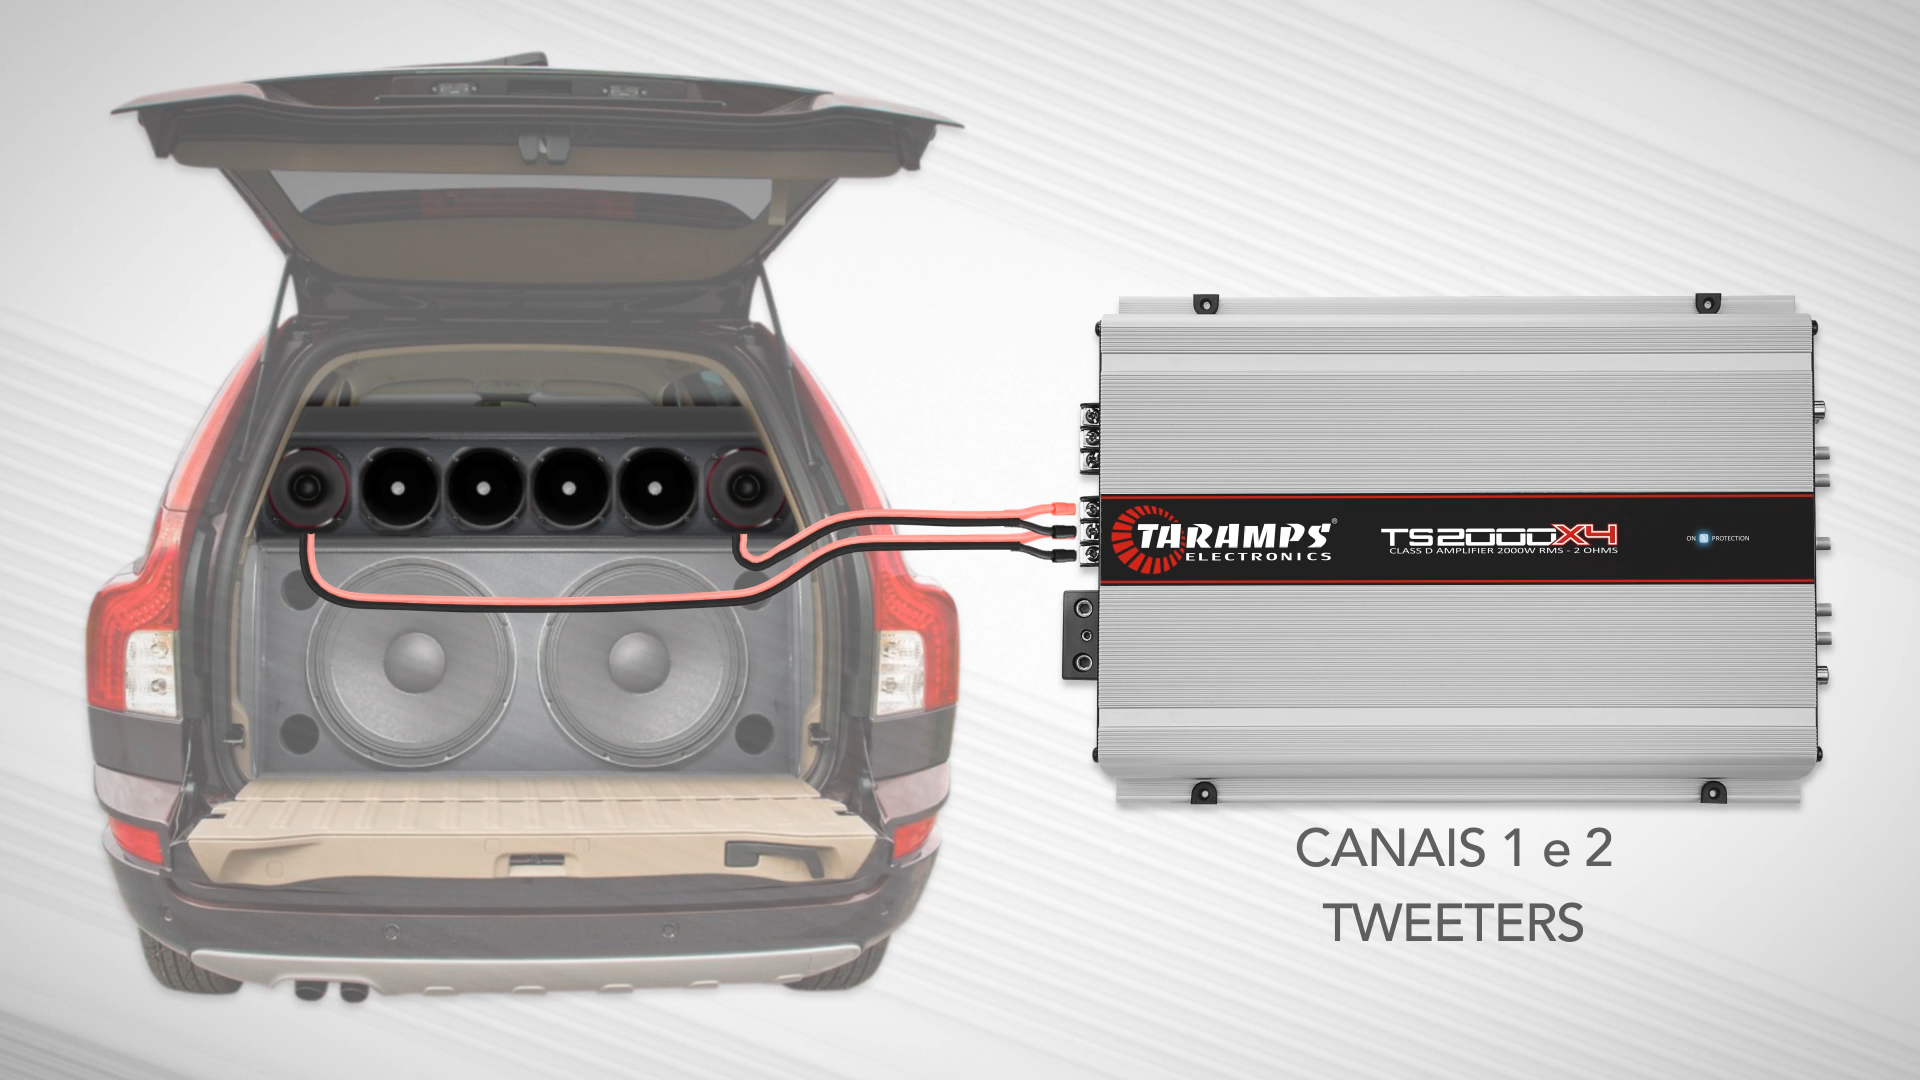 TARAMPS®
ELECTRONICS
TS2000X4
CLASS D AMPLIFIER 2000W RMS - 2 OHMS
ON PROTECTION
CANAIS 1 e 2
TWEETERS